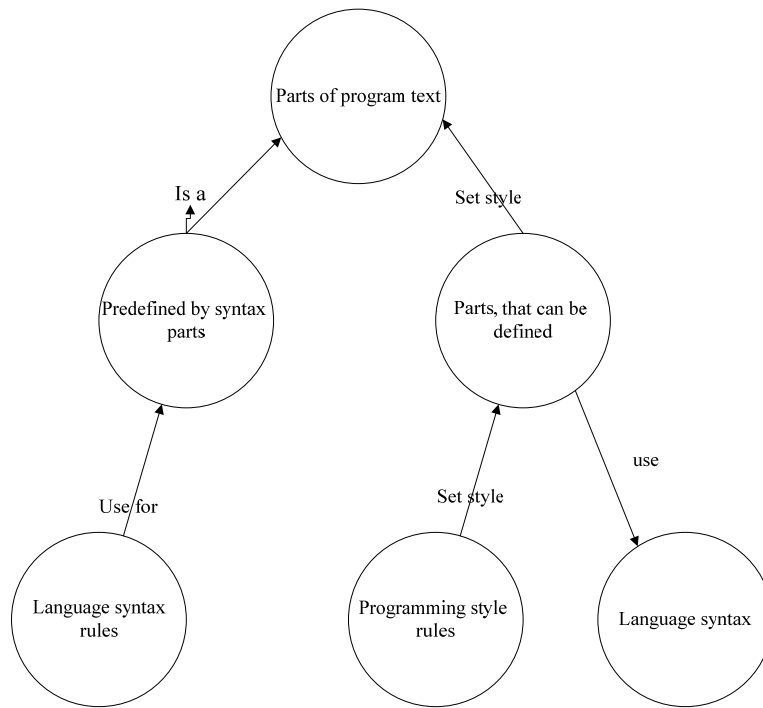 Parts of program text
Is a
Set style
Predefined by syntax
parts
Parts, that can be
defined
use
Use for
Set style
Language syntax
rules
Programming style
rules
Language syntax